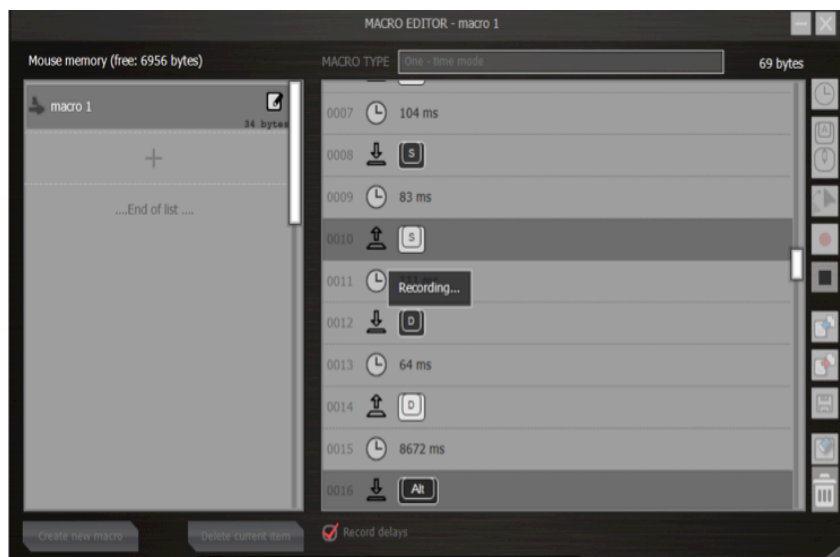 MACRO EDITOR - macro 1
Mouse memory (free: 6956 bytes)
MACRO TYPE One - time mode 69 bytes
macro 1
34 bytes
+
....End of list ....
0007 104 ms
0008 S
0009 83 ms
0010 S
0011
Recording...
0012 D
0013 64 ms
0014 D
0015 8672 ms
0016 Alt
Create new macro Delete current item Record delays